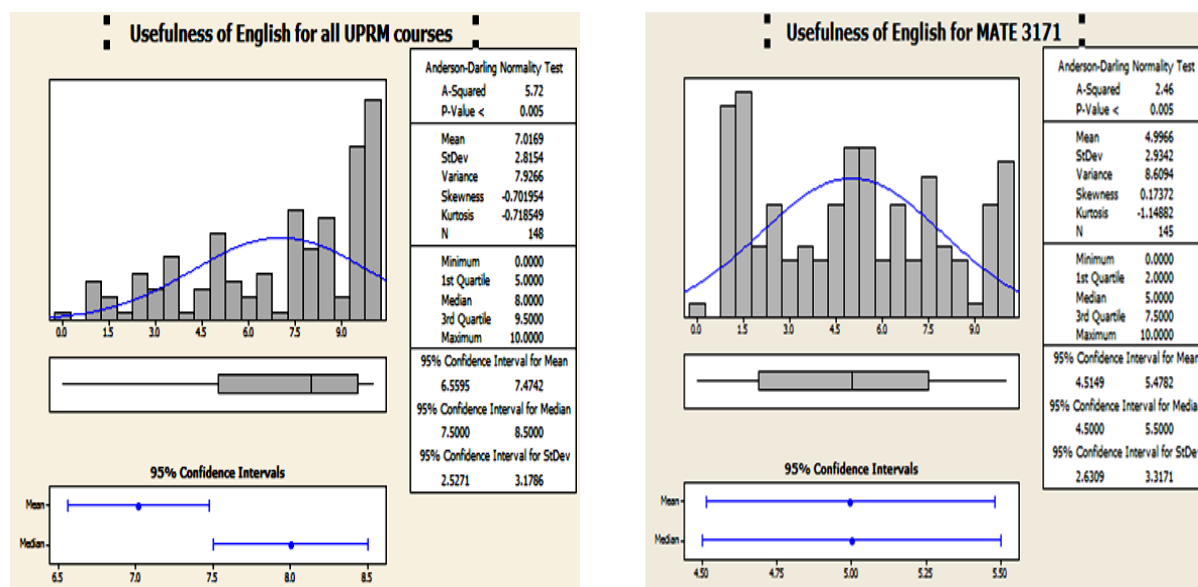 Usefulness of English for all UPRM courses
Anderson-Darling Normality Test
A-Squared 5.72
P-Value < 0.005
Mean 7.0169
StDev 2.8154
Variance 7.9266
Skewness -0.701954
Kurtosis -0.718549
N 148
Minimum 0.0000
1st Quartile 5.0000
Median 8.0000
3rd Quartile 9.5000
Maximum 10.0000
95% Confidence Interval for Mean
6.5595 7.4742
95% Confidence Interval for Median
7.5000 8.5000
95% Confidence Interval for StDev
2.5271 3.1786
0.0 1.5 3.0 4.5 6.0 7.5 9.0
95% Confidence Intervals
Mean
Median
6.5 7.0 7.5 8.0 8.5
Usefulness of English for MATE 3171
Anderson-Darling Normality Test
A-Squared 2.46
P-Value < 0.005
Mean 4.9966
StDev 2.9342
Variance 8.6094
Skewness 0.17372
Kurtosis -1.14882
N 145
Minimum 0.0000
1st Quartile 2.0000
Median 5.0000
3rd Quartile 7.5000
Maximum 10.0000
95% Confidence Interval for Mean
4.5149 5.4782
95% Confidence Interval for Media
4.5000 5.5000
95% Confidence Interval for StDev
2.6309 3.3171
0.0 1.5 3.0 4.5 6.0 7.5 9.0
95% Confidence Intervals
Mean
Median
4.50 4.75 5.00 5.25 5.50